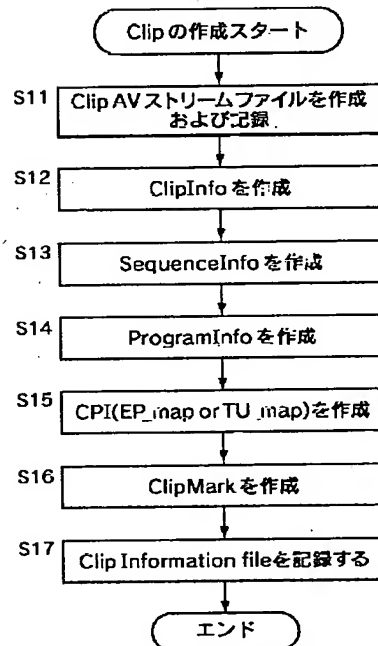 Clipの作成スタート
S11
Clip AVストリームファイルを作成
および記録
S12
ClipInfoを作成
S13
SequenceInfoを作成
S14
ProgramInfoを作成
S15
CPI(EP_map or TU_map)を作成
S16
ClipMarkを作成
S17
Clip Information fileを記録する
エンド